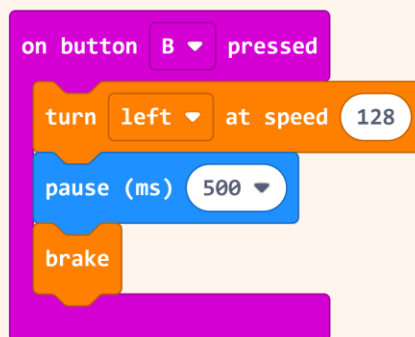 on button B pressed
turn left at speed 128
pause (ms) 500
brake